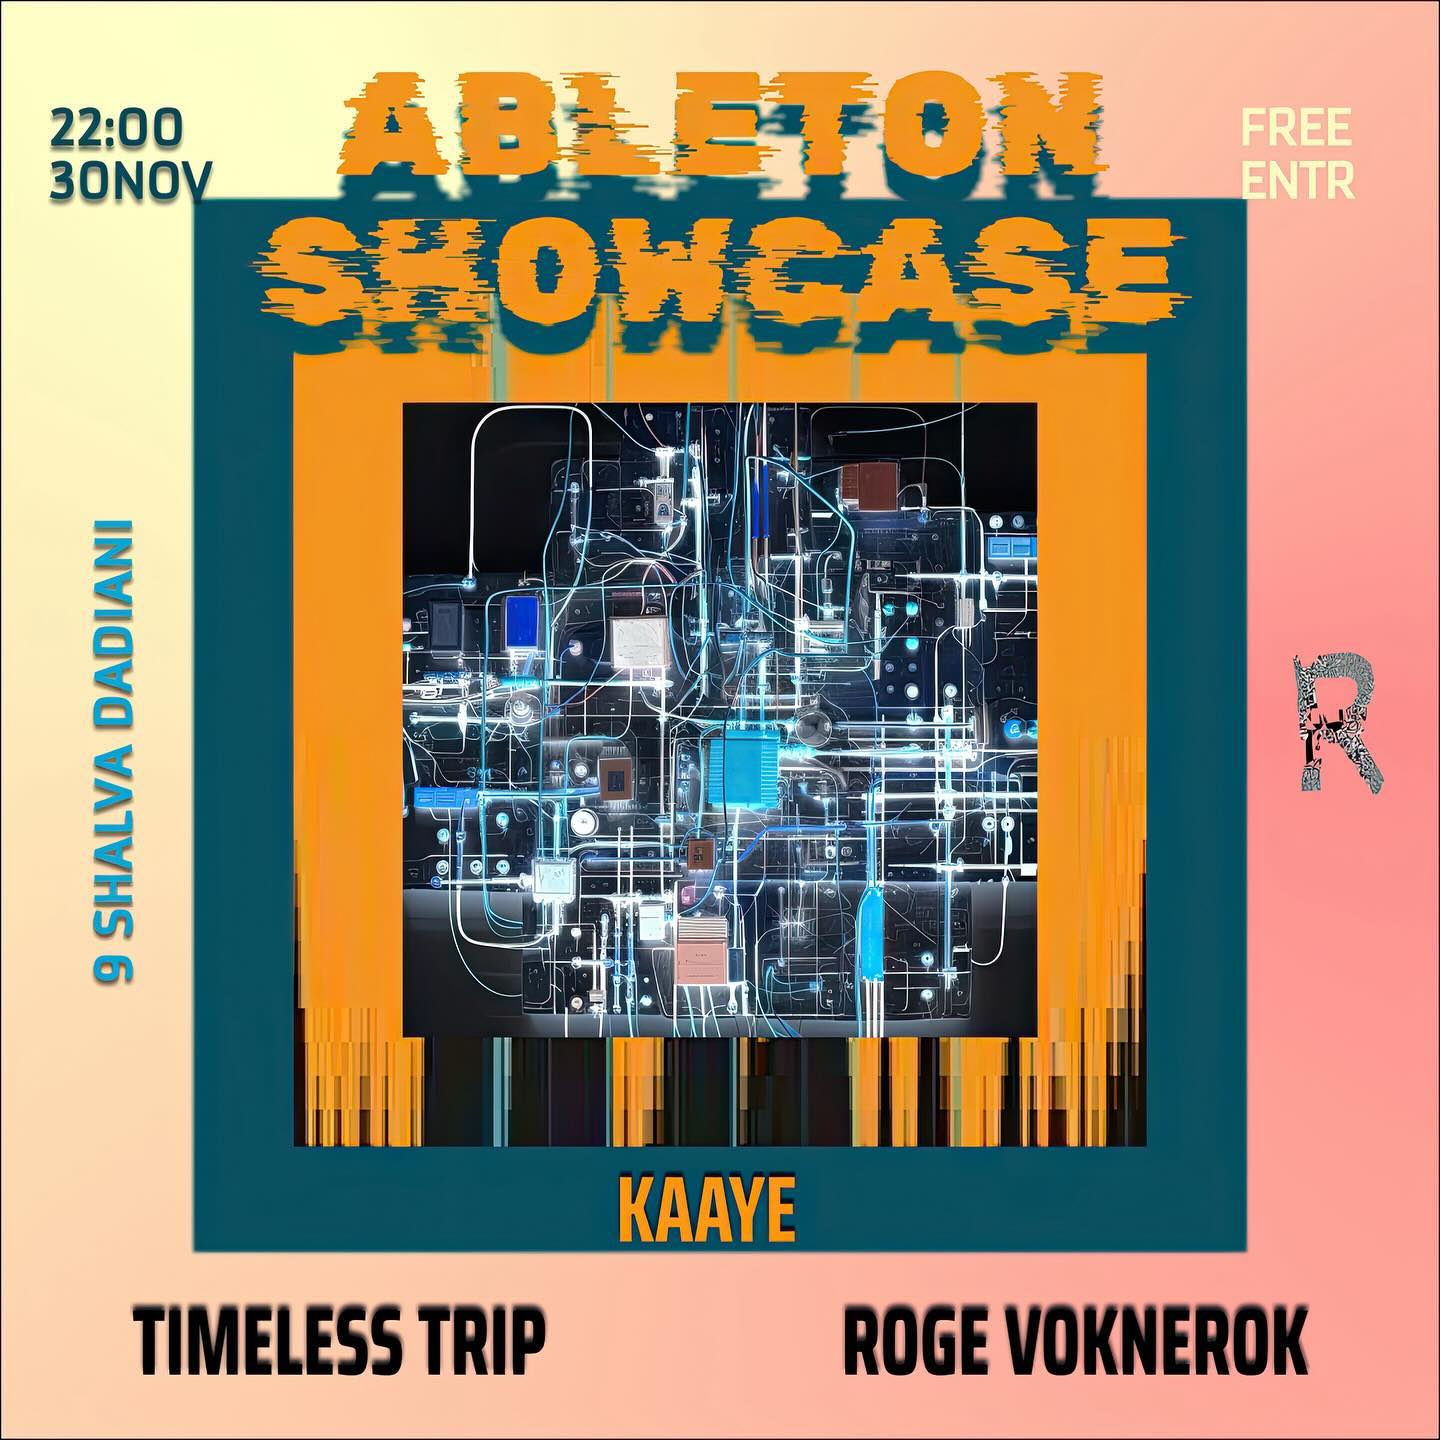 22:00
30NOV
ABLETON
SHOWCASE
FREE
ENTR
9 SHALVA DADIANI
R
KAAYE
TIMELESS TRIP
ROGE VOKNEROK